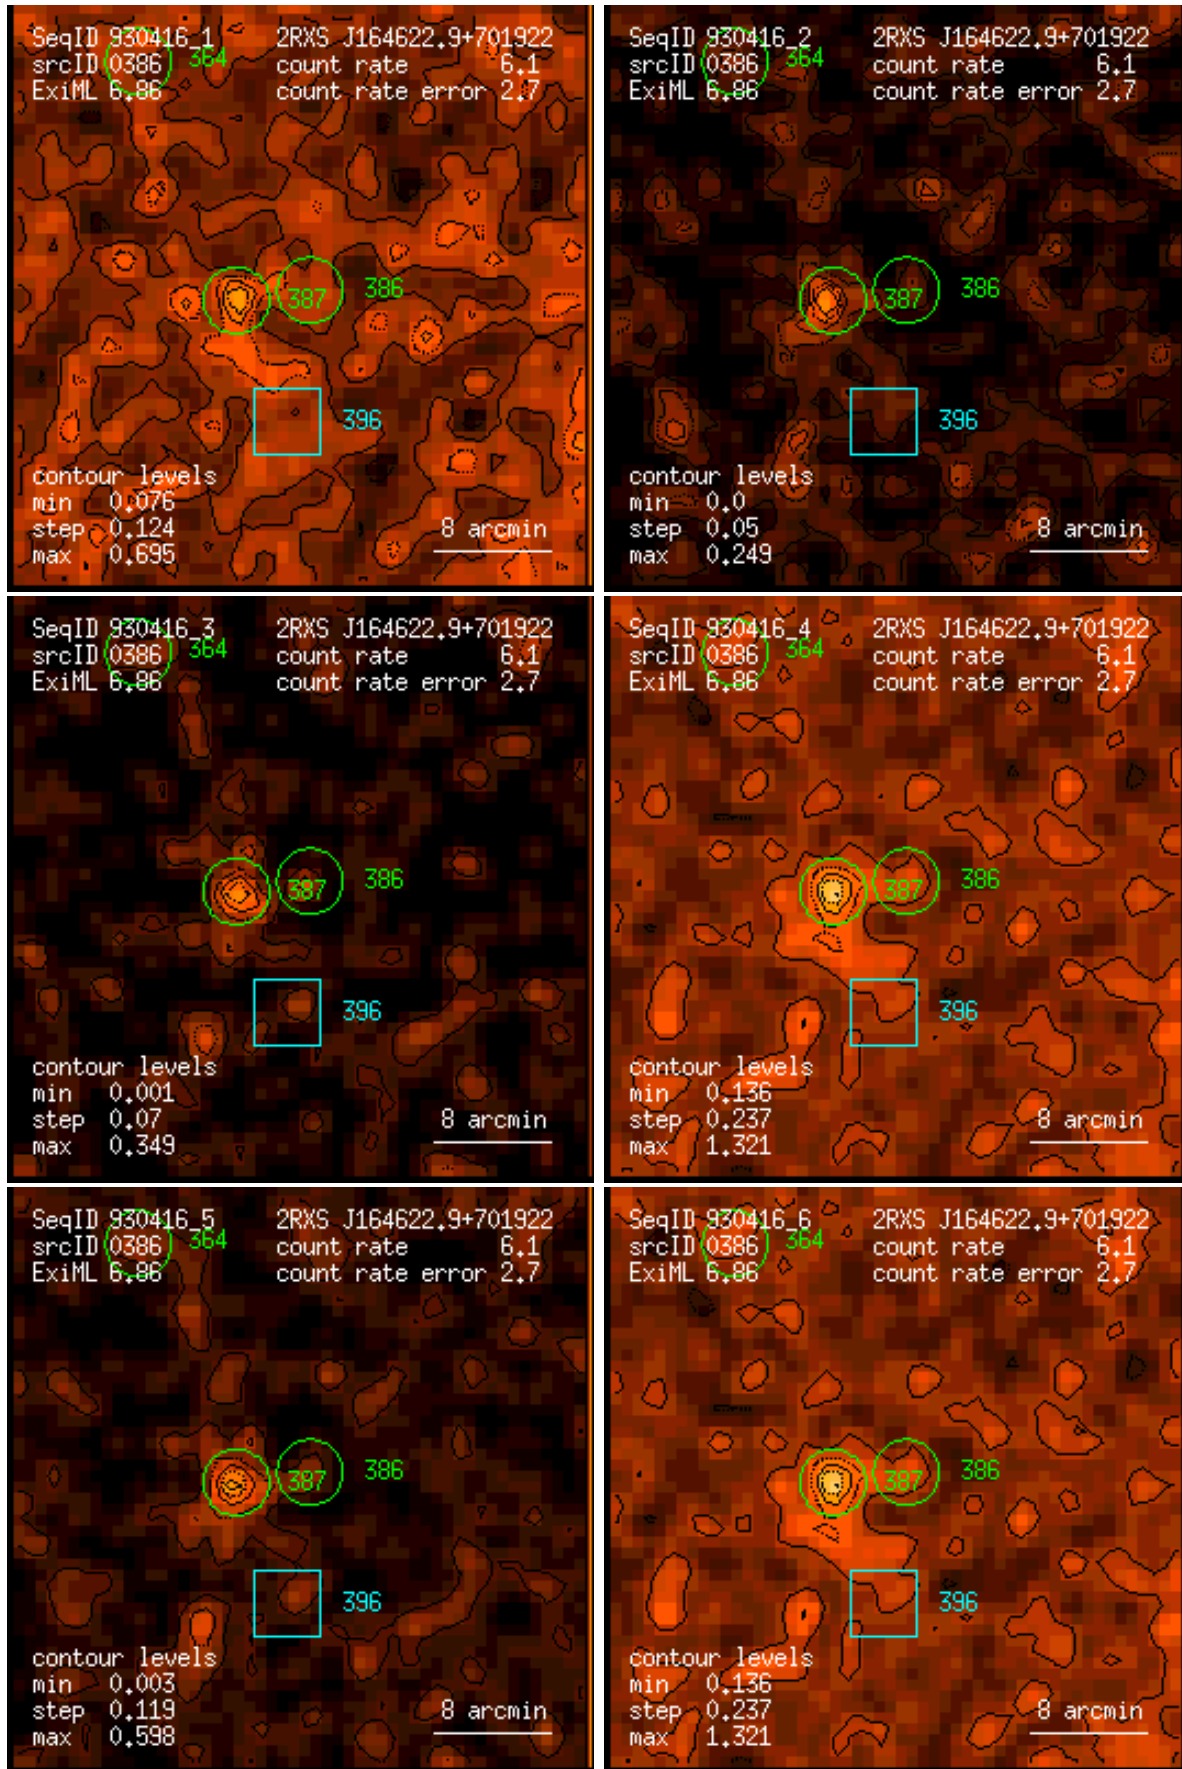 SeqID 930416_1 2RXS J164622.9+701922
srcID 0386 364 count rate 6.1
ExiML 6.86 count rate error 2.7
387 386
396
contour levels
min 0.076
step 0.124 8 arcmin
max 0.695
SeqID 930416_2 2RXS J164622.9+701922
srcID 0386 364 count rate 6.1
ExiML 6.86 count rate error 2.7
387 386
396
contour levels
min 0.0
step 0.05 8 arcmin
max 0.249
SeqID 930416_3 2RXS J164622.9+701922
srcID 0386 364 count rate 6.1
ExiML 6.86 count rate error 2.7
387 386
396
contour levels
min 0.001
step 0.07 8 arcmin
max 0.349
SeqID 930416_4 2RXS J164622.9+701922
srcID 0386 364 count rate 6.1
ExiML 6.86 count rate error 2.7
387 386
396
contour levels
min 0.136
step 0.237 8 arcmin
max 1.321
SeqID 930416_5 2RXS J164622.9+701922
srcID 0386 364 count rate 6.1
ExiML 6.86 count rate error 2.7
387 386
396
contour levels
min 0.003
step 0.119 8 arcmin
max 0.598
SeqID 930416_6 2RXS J164622.9+701922
srcID 0386 364 count rate 6.1
ExiML 6.86 count rate error 2.7
387 386
396
contour levels
min 0.136
step 0.237 8 arcmin
max 1.321